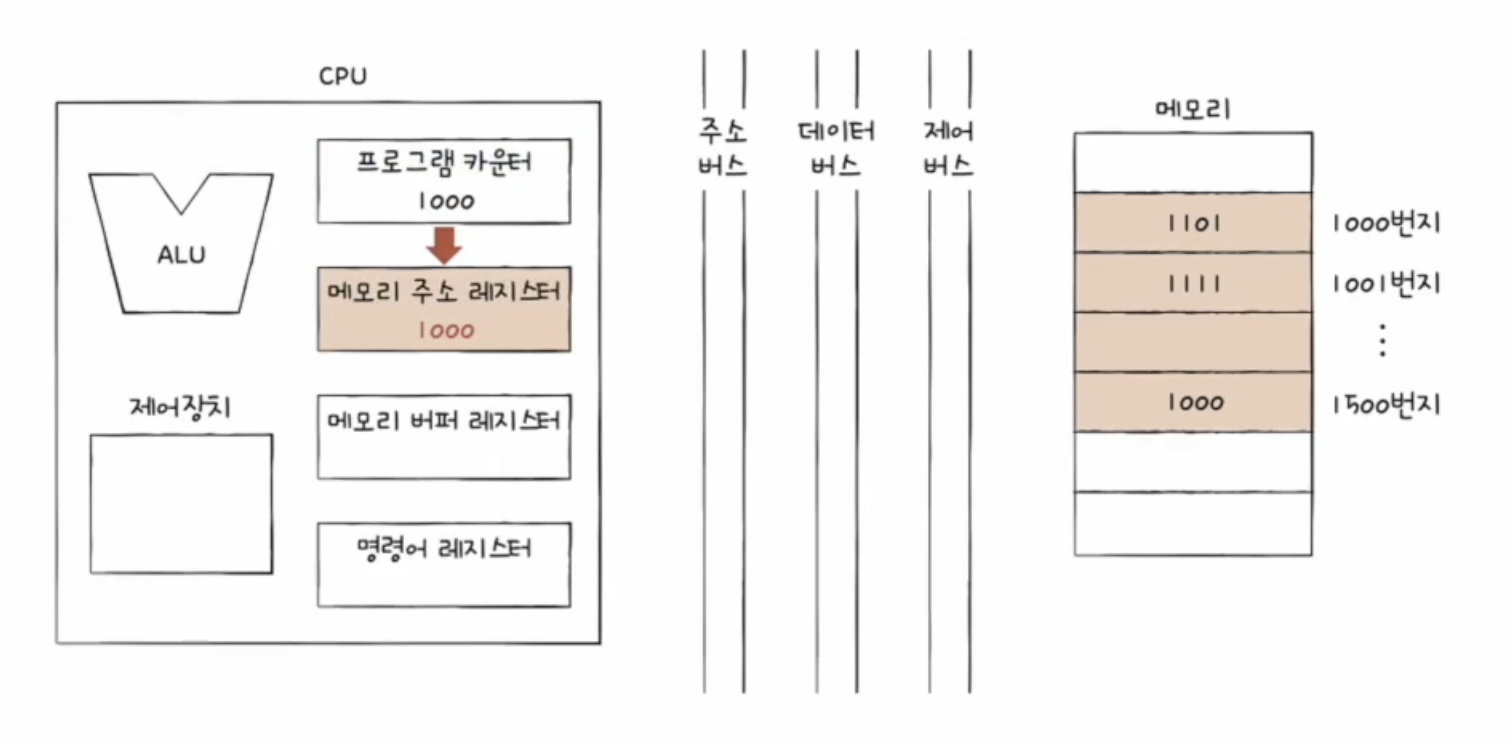 CPU
프로그램 카운터
1000
ALU
메모리 주소 레지스터
1000
제어장치
메모리 버퍼 레지스터
명령어 레지스터
주소
버스
데이터
버스
제어
버스
메모리
1101
1000번지
1111
1001번지
⋮
1000
1500번지